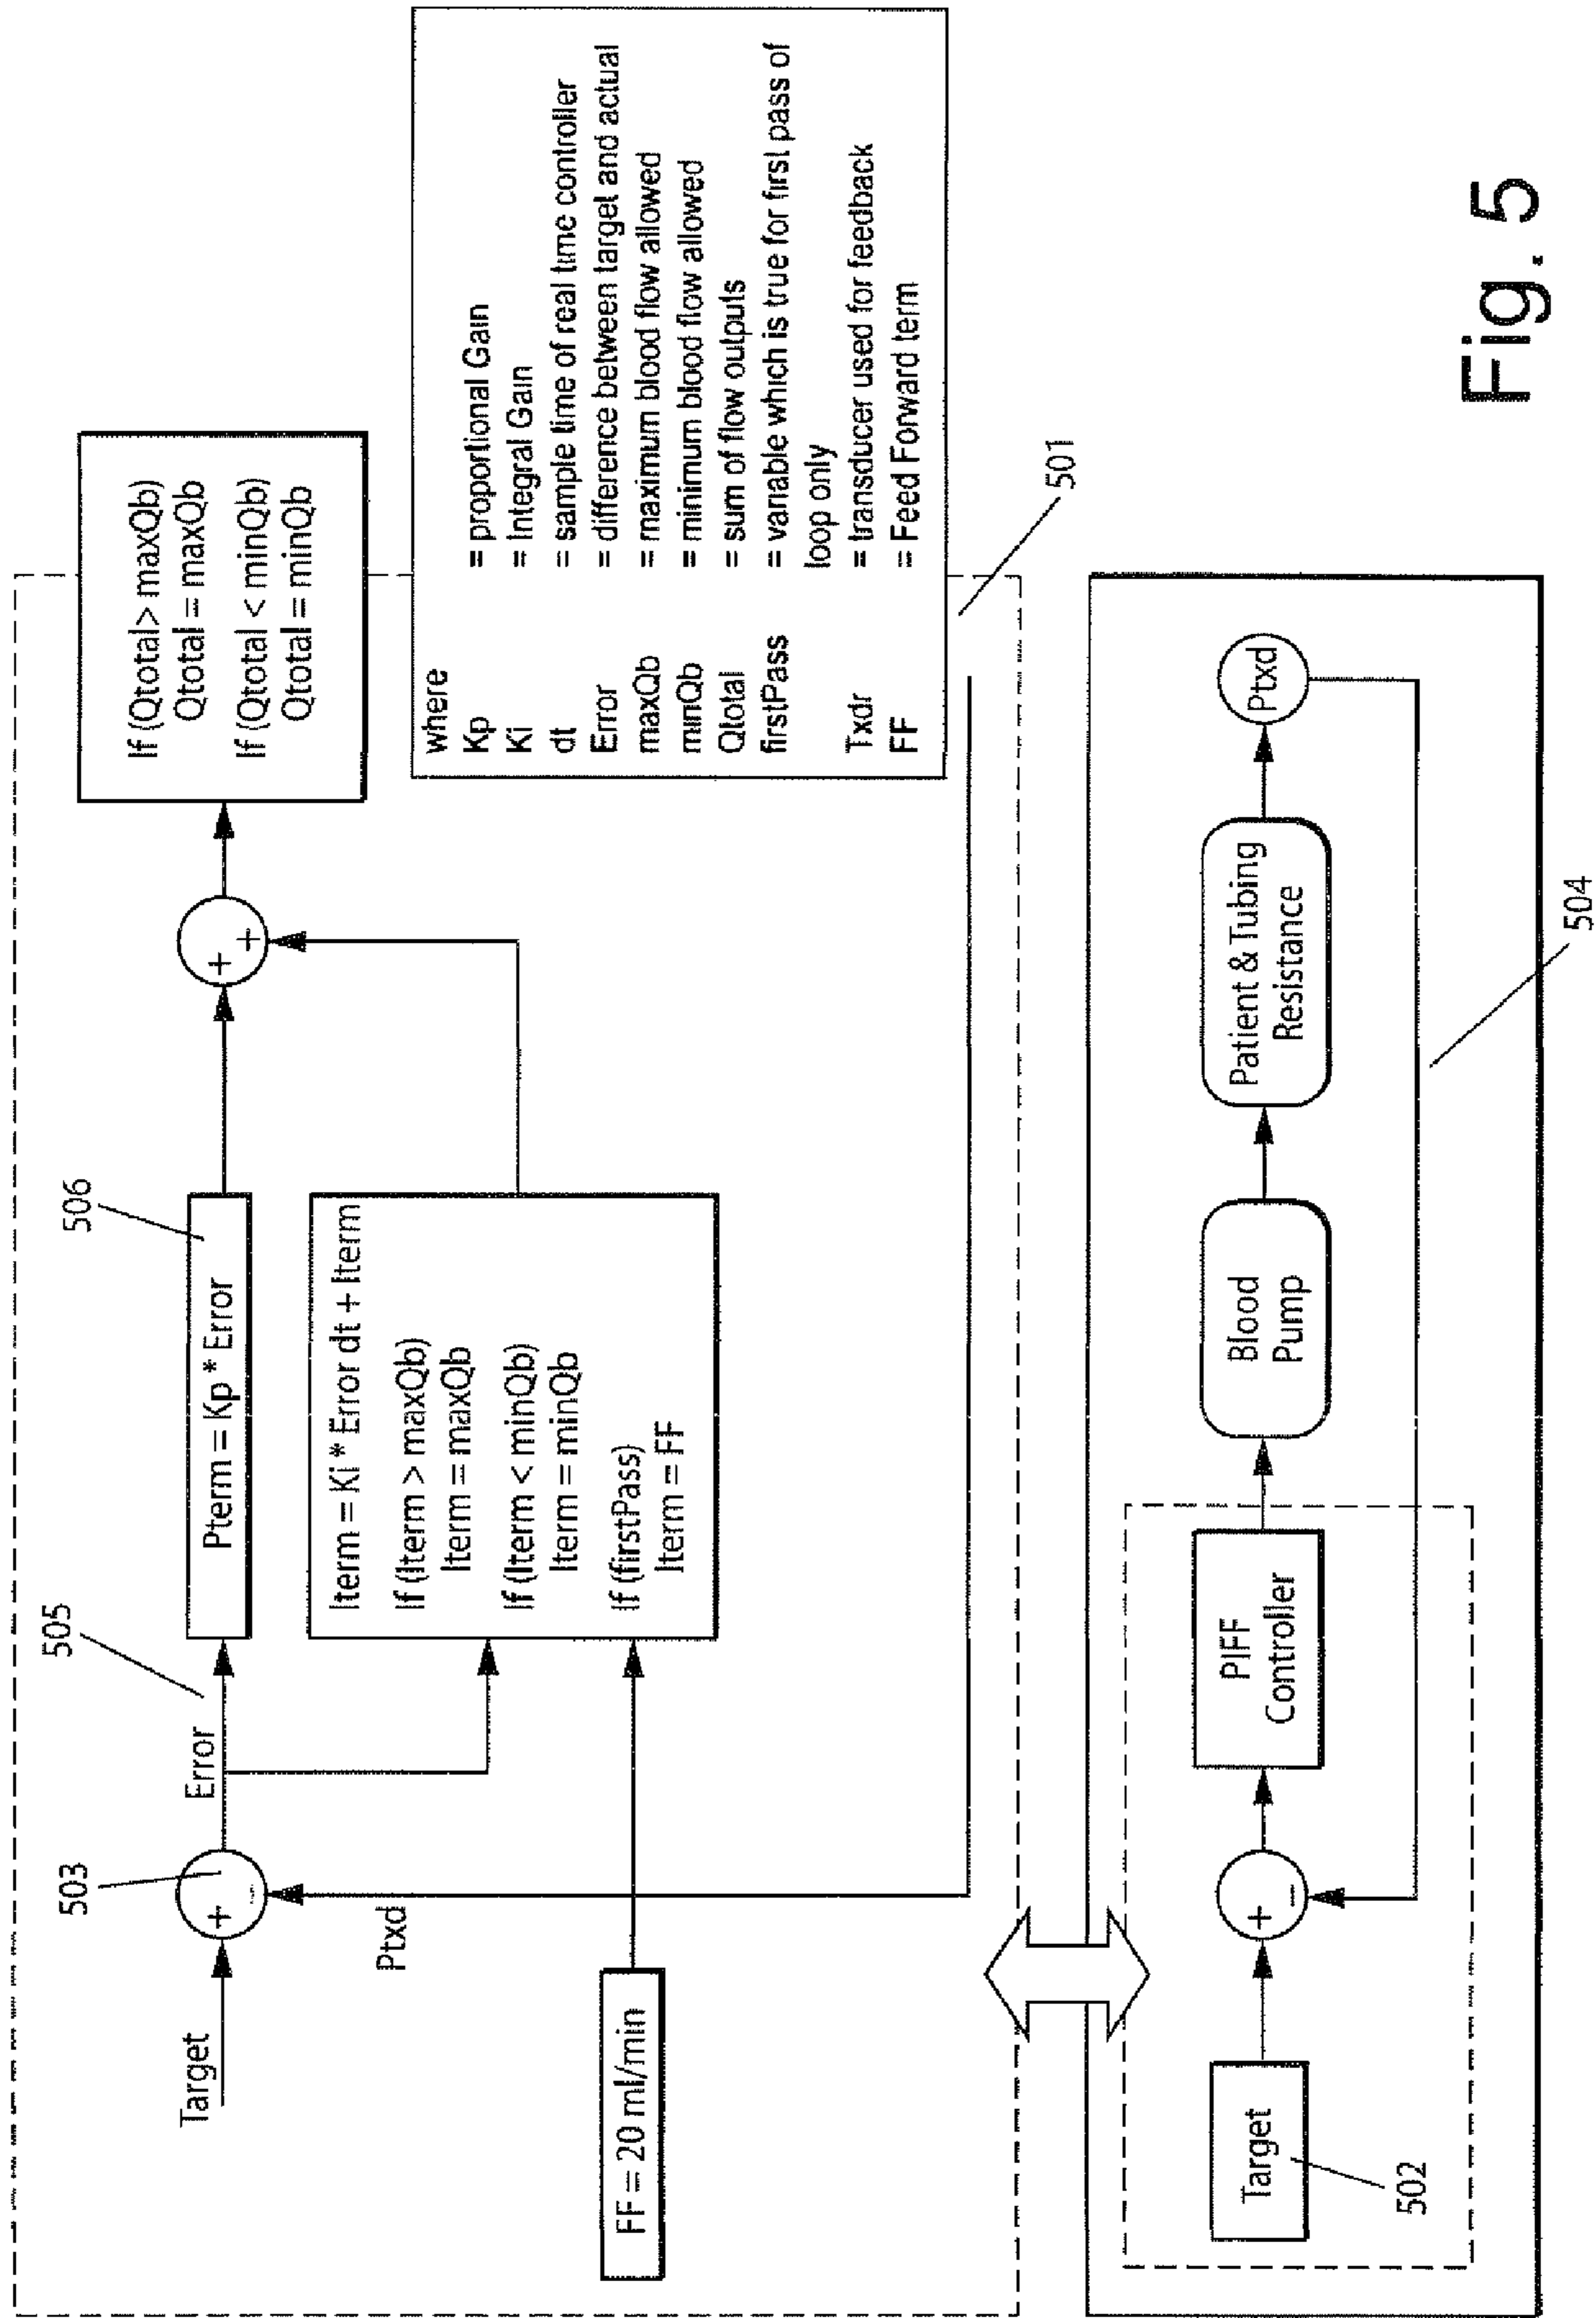 503
505
506
Target
+
-
Error
Pterm = Kp * Error
+
+
If (Qtotal > maxQb)
Qtotal = maxQb
If (Qtotal < minQb)
Qtotal = minQb
Ptxd
Iterm = Ki * Error dt + Iterm
If (Iterm > maxQb)
Iterm = maxQb
If (Iterm < minQb)
Iterm = minQb
If (firstPass)
Iterm = FF
FF = 20 ml/min
where
Kp = proportional Gain
Ki = Integral Gain
dt = sample time of real time controller
Error = difference between target and actual
maxQb = maximum blood flow allowed
minQb = minimum blood flow allowed
Qtotal = sum of flow outputs
firstPass = variable which is true for first pass of
loop only
Txdr = transducer used for feedback
FF = Feed Forward term
501
Target
+
-
PIFF
Controller
Blood
Pump
Patient & Tubing
Resistance
Ptxd
502
504
Fig. 5